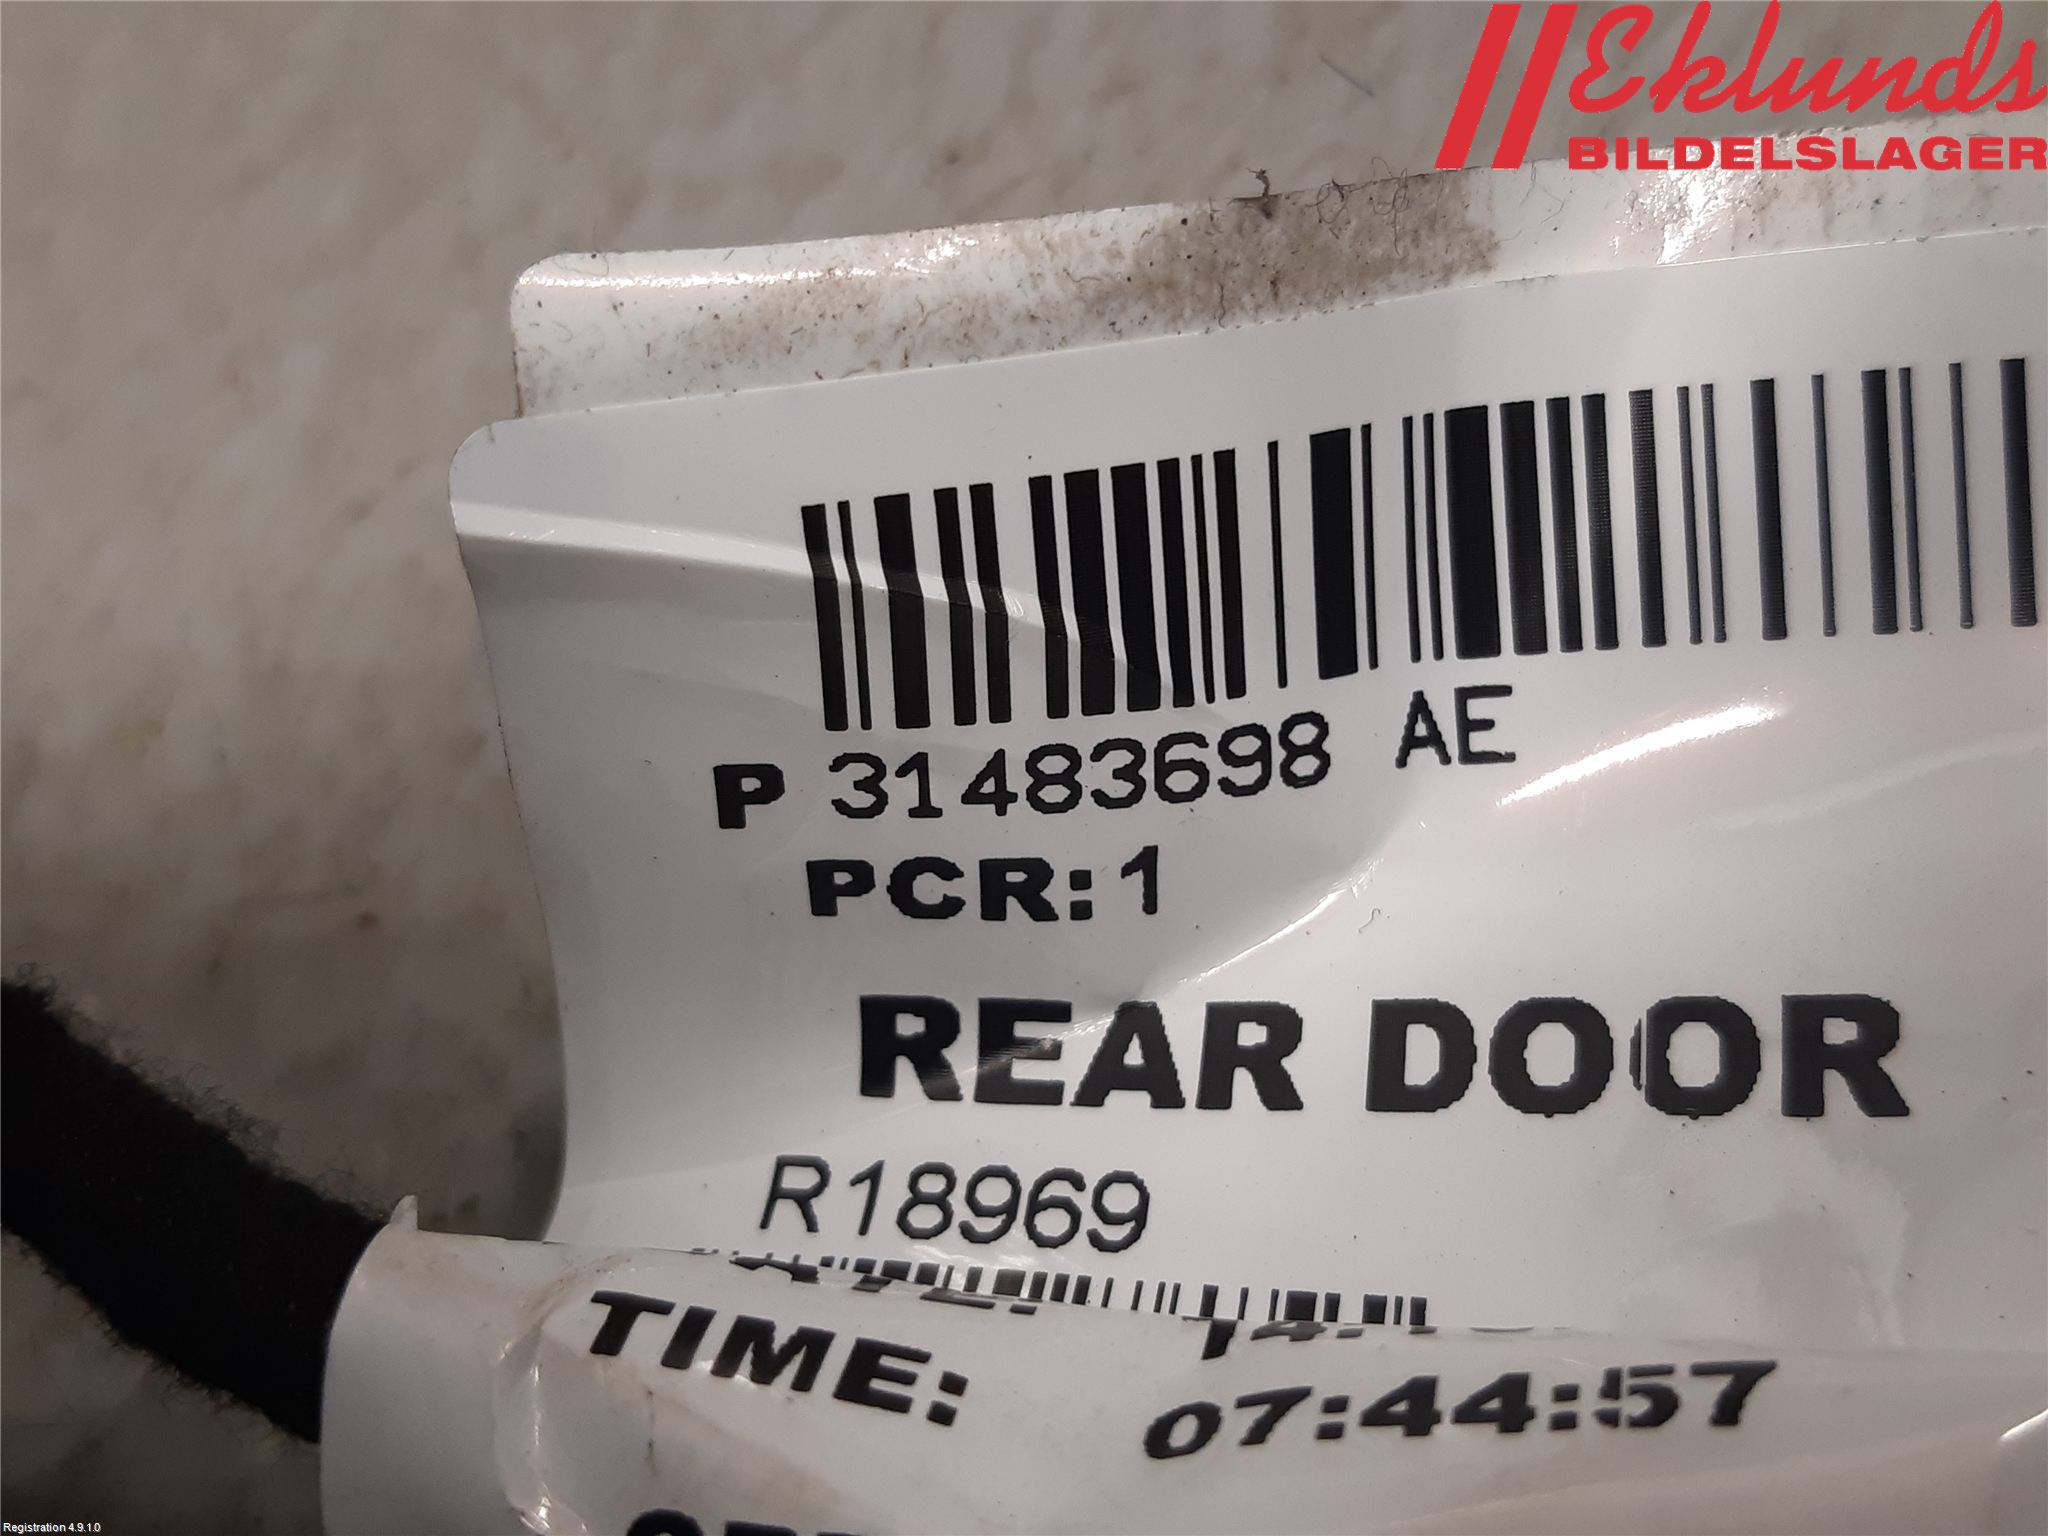 Eklunds
BILDELSLAGER
P 31483698 AE
PCR:1
REAR DOOR
R18969
TIME: 07:44:57
Registration 4.9.1.0